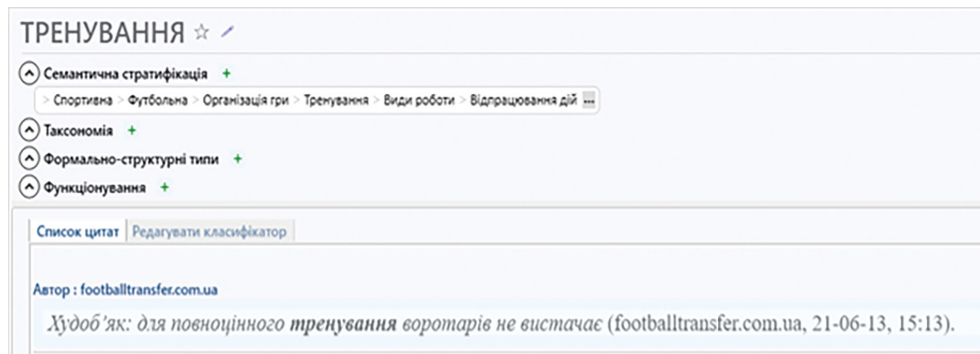 ТРЕНУВАННЯ
Семантична стратифікація +
> Спортивна > Футбольна > Організація гри > Тренування > Види роботи > Відпрацювання дій ...
Таксономія +
Формально-структурні типи +
Функціонування +
Список цитат Редагувати класифікатор
Автор : footballtransfer.com.ua
Худоб’як: для повноцінного тренування воротарів не вистачає (footballtransfer.com.ua, 21-06-13, 15:13).